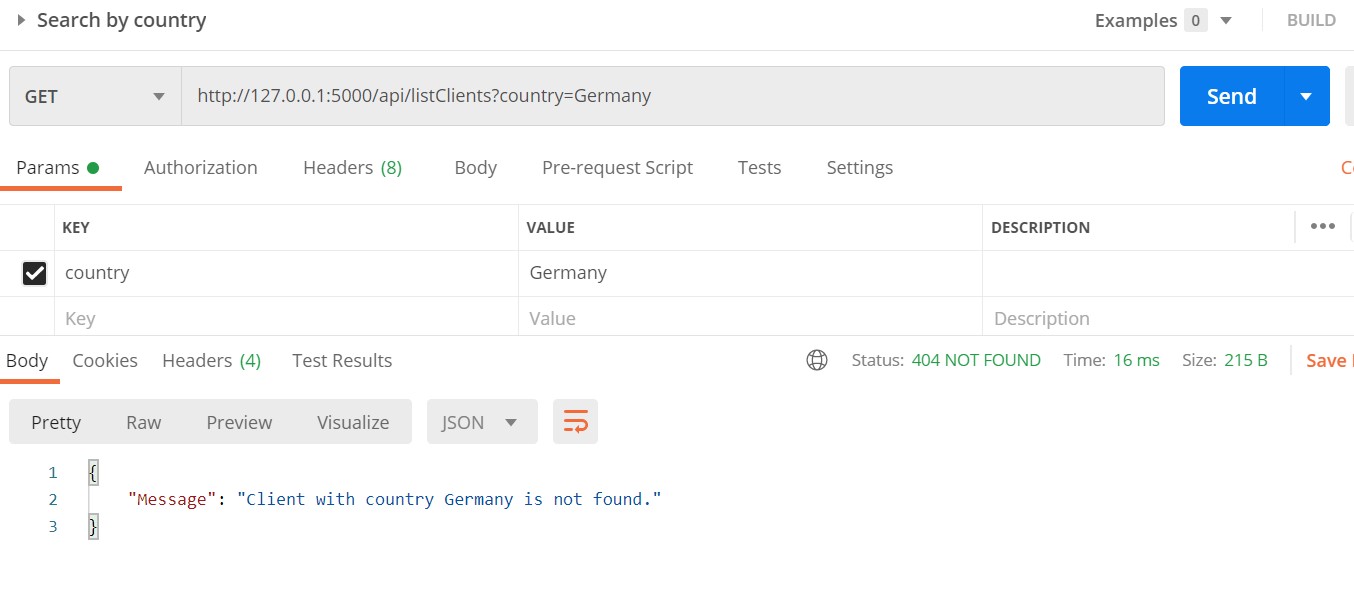 Search by country Examples 0 BUILD
GET http://127.0.0.1:5000/api/listClients?country=Germany Send
Params Authorization Headers (8) Body Pre-request Script Tests Settings
KEY VALUE DESCRIPTION
country Germany
Key Value Description
Body Cookies Headers (4) Test Results Status: 404 NOT FOUND Time: 16 ms Size: 215 B Save
Pretty Raw Preview Visualize JSON
1 {
2 "Message": "Client with country Germany is not found."
3 }